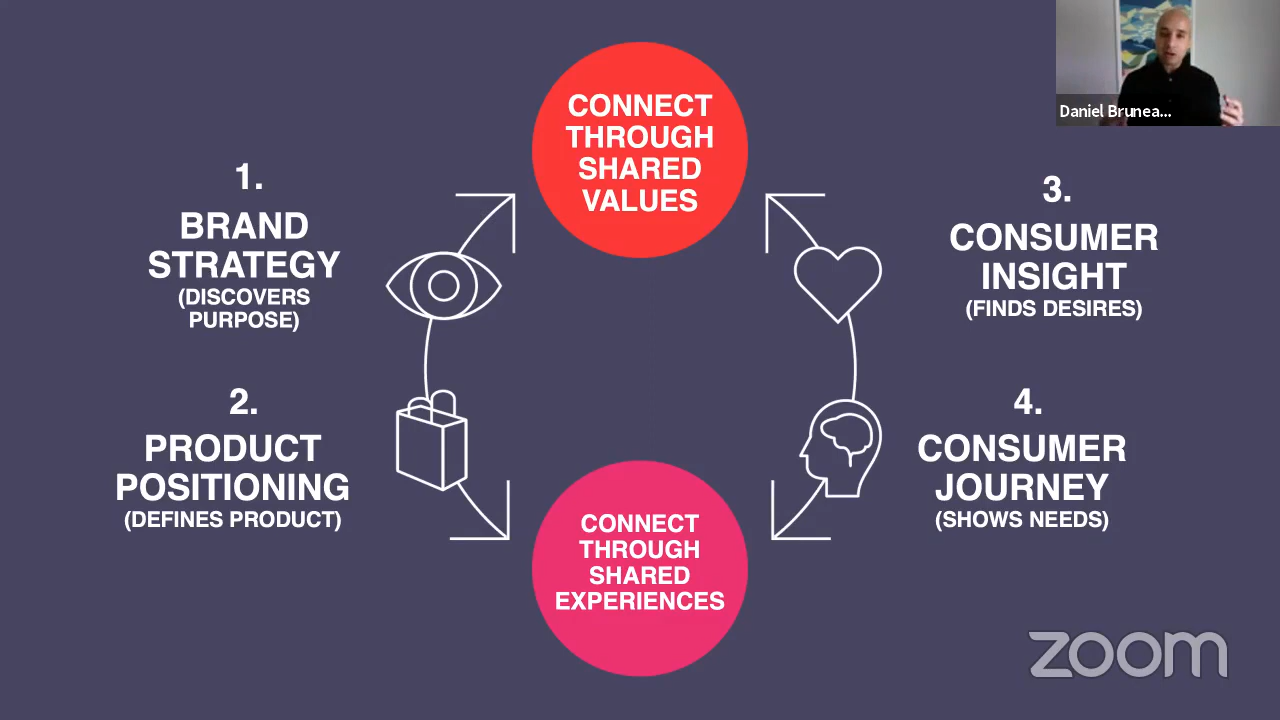 CONNECT
THROUGH
SHARED
VALUES
1.
BRAND
STRATEGY
(DISCOVERS
PURPOSE)
2.
PRODUCT
POSITIONING
(DEFINES PRODUCT)
3.
CONSUMER
INSIGHT
(FINDS DESIRES)
4.
CONSUMER
JOURNEY
(SHOWS NEEDS)
CONNECT
THROUGH
SHARED
EXPERIENCES
Daniel Brunea...
zoom